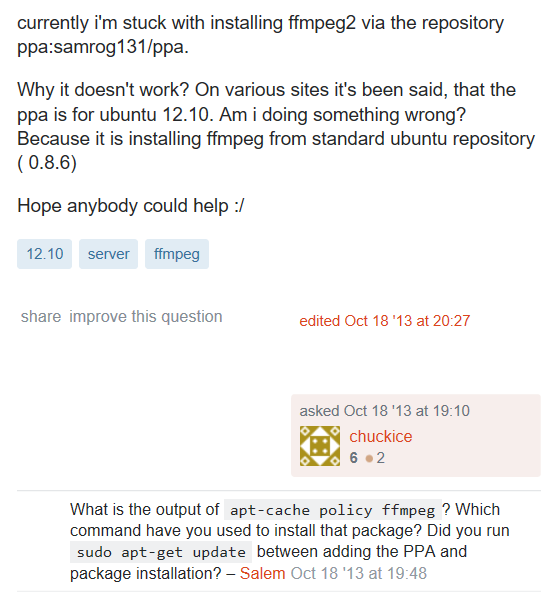 currently i'm stuck with installing ffmpeg2 via the repository
ppa:samrog131/ppa.
Why it doesn't work? On various sites it's been said, that the
ppa is for ubuntu 12.10. Am i doing something wrong?
Because it is installing ffmpeg from standard ubuntu repository
( 0.8.6)
Hope anybody could help :/
12.10 server ffmpeg
share improve this question
edited Oct 18 '13 at 20:27
asked Oct 18 '13 at 19:10
chuckice
6 ●2
What is the output of apt-cache policy ffmpeg ? Which
command have you used to install that package? Did you run
sudo apt-get update between adding the PPA and
package installation? – Salem Oct 18 '13 at 19:48